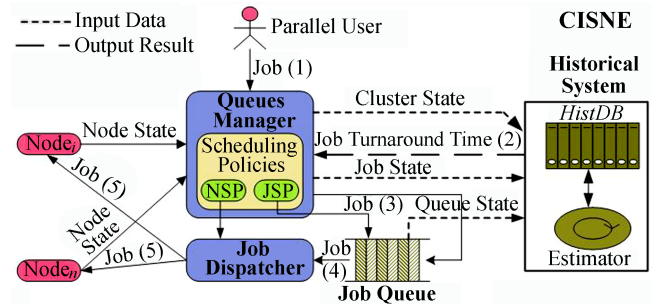 Input Data
Output Result
Parallel User
CISNE
Job (1)
Historical
System
HistDB
Queues
Manager
Cluster State
Node State
Node_i
Scheduling
Policies
Job Turnaround Time (2)
Job State
NSP
JSP
Job (5)
Job (3)
Queue State
Node
State
Job
Dispatcher
Job
(4)
Job (5)
Node_n
Job Queue
Estimator